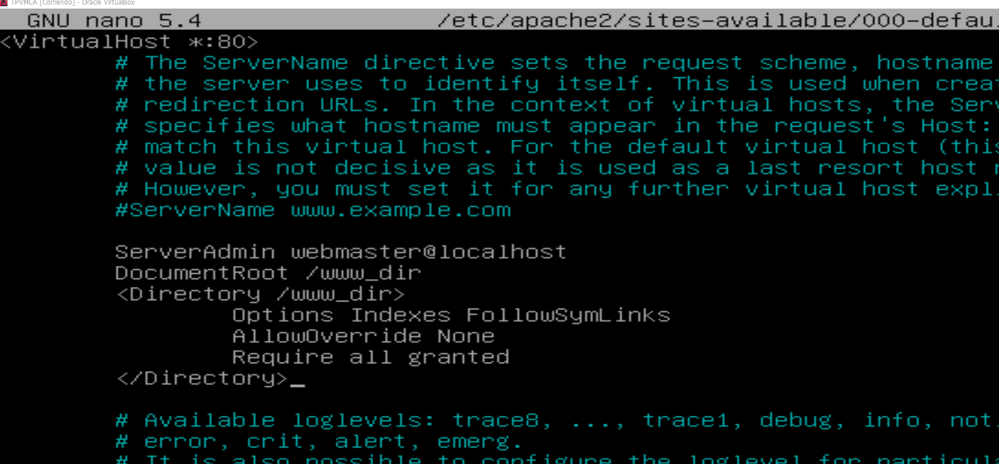 TPVMCA [Corriendo] - Oracle VirtualBox
GNU nano 5.4 /etc/apache2/sites-available/000-defau
<VirtualHost *:80>
# The ServerName directive sets the request scheme, hostname
# the server uses to identify itself. This is used when crea
# redirection URLs. In the context of virtual hosts, the Serv
# specifies what hostname must appear in the request's Host:
# match this virtual host. For the default virtual host (this
# value is not decisive as it is used as a last resort host
# However, you must set it for any further virtual host expl
#ServerName www.example.com
ServerAdmin webmaster@localhost
DocumentRoot /www_dir
<Directory /www_dir>
Options Indexes FollowSymLinks
AllowOverride None
Require all granted
</Directory>_
# Available loglevels: trace8, ..., trace1, debug, info, not
# error, crit, alert, emerg.
# It is also possible to configure the loglevel for particula